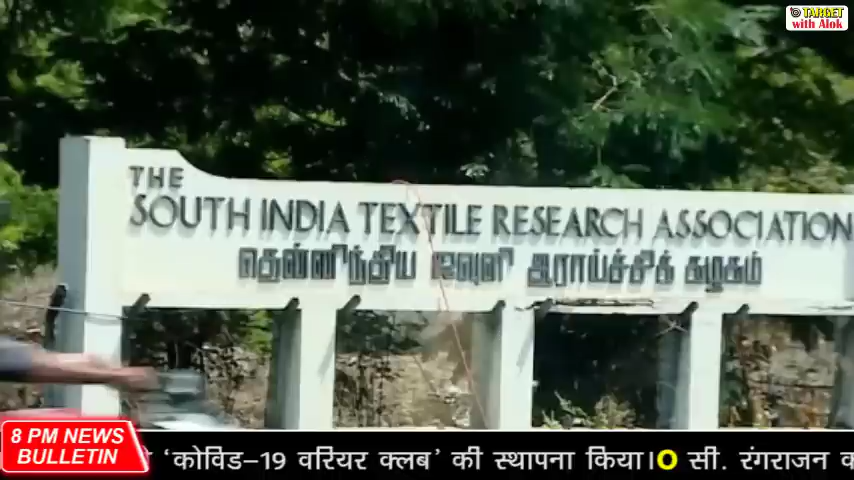 TARGET
with Alok
THE
SOUTH INDIA TEXTILE RESEARCH ASSOCIATION
தென்னிந்திய ஜவுளி ஆராய்ச்சிக் கழகம்
8 PM NEWS
BULLETIN
‘कोविड–19 वरियर क्लब’ की स्थापना किया। सी. रंगराजन